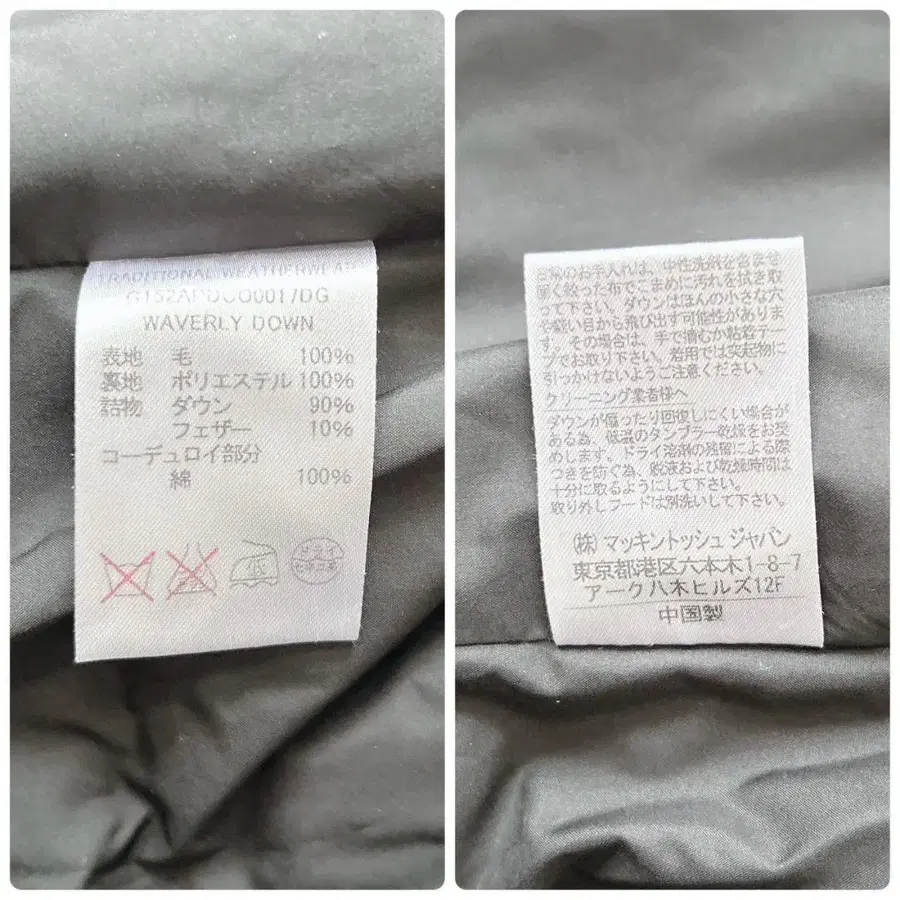 TRADITIONAL WEATHERWEAR
G152APDCO0017DG
WAVERLY DOWN
表地 毛 100%
裏地 ポリエステル 100%
詰物 ダウン 90%
フェザー 10%
コーデュロイ部分
綿 100%
低
ドライ
セキユ系
お手入れは、中性洗剤を含ませ
固く絞った布でこまめに汚れを拭き取
って下さい。ダウンはほんの小さな穴
や縫い目から飛び出す可能性がありま
す。その場合は、手で摘むか粘着テー
プでお取り下さい。着用では突起物に
引っかけないようご注意ください。
クリーニング業者様へ
ダウンが偏ったり回復しにくい場合が
ある為、低温のタンブラー乾燥をお奨
めします。ドライ溶剤の残留による際
つきを防ぐ為、脱液および乾燥時間は
十分に取るようにして下さい。
取り外しフードは別洗いして下さい。
(株) マッキントッシュ ジャパン
東京都港区六本木1-8-7
アーク八木ヒルズ12F
中国製